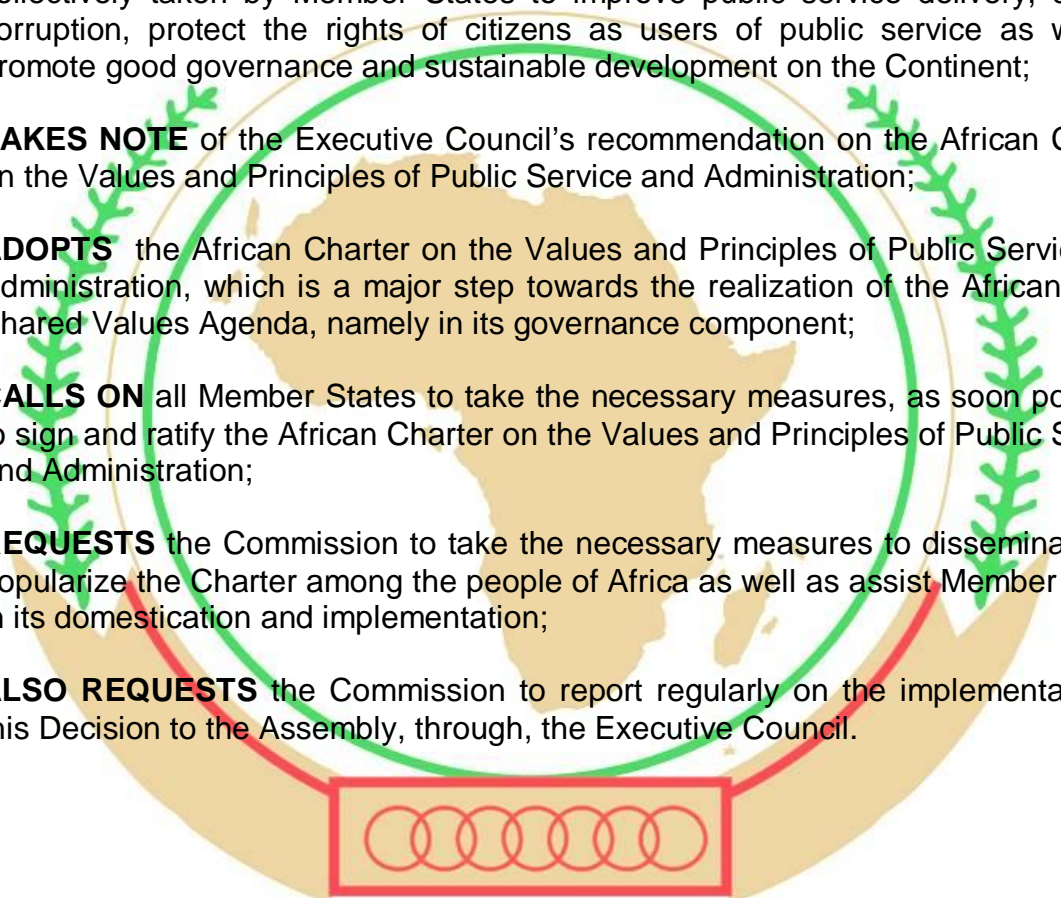 ollectively taken by Member States to improve public service delivery,
orruption, protect the rights of citizens as users of public service as w
romote good governance and sustainable development on the Continent;
AKES NOTE of the Executive Council's recommendation on the African C
n the Values and Principles of Public Service and Administration;
ADOPTS the African Charter on the Values and Principles of Public Servi
dministration, which is a major step towards the realization of the African
hared Values Agenda, namely in its governance component;
CALLS ON all Member States to take the necessary measures, as soon po
o sign and ratify the African Charter on the Values and Principles of Public S
nd Administration;
REQUESTS the Commission to take the necessary measures to dissemina
opularize the Charter among the people of Africa as well as assist Member
n its domestication and implementation;
ALSO REQUESTS the Commission to report regularly on the implementa
his Decision to the Assembly, through, the Executive Council.